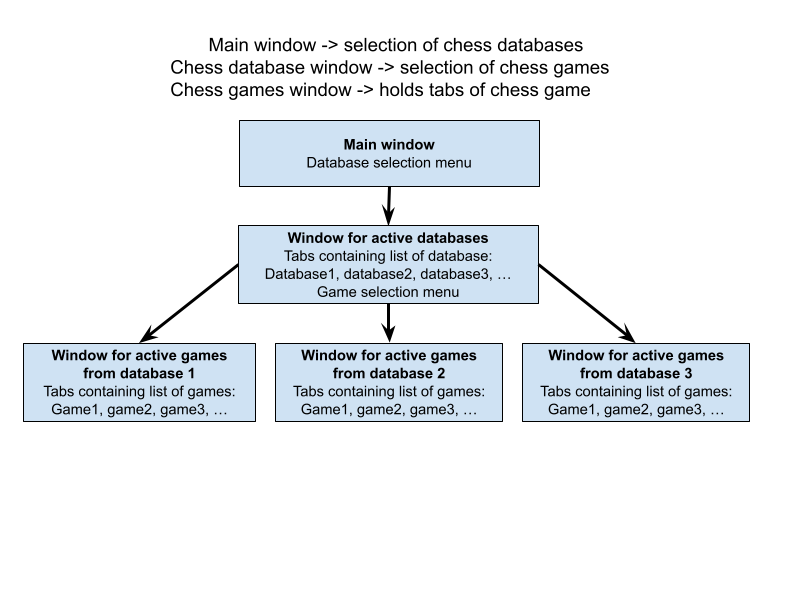 Main window -> selection of chess databases
Chess database window -> selection of chess games
Chess games window -> holds tabs of chess game
Main window
Database selection menu
Window for active databases
Tabs containing list of database:
Database1, database2, database3, …
Game selection menu
Window for active games
from database 1
Tabs containing list of games:
Game1, game2, game3, …
Window for active games
from database 2
Tabs containing list of games:
Game1, game2, game3, …
Window for active games
from database 3
Tabs containing list of games:
Game1, game2, game3, …